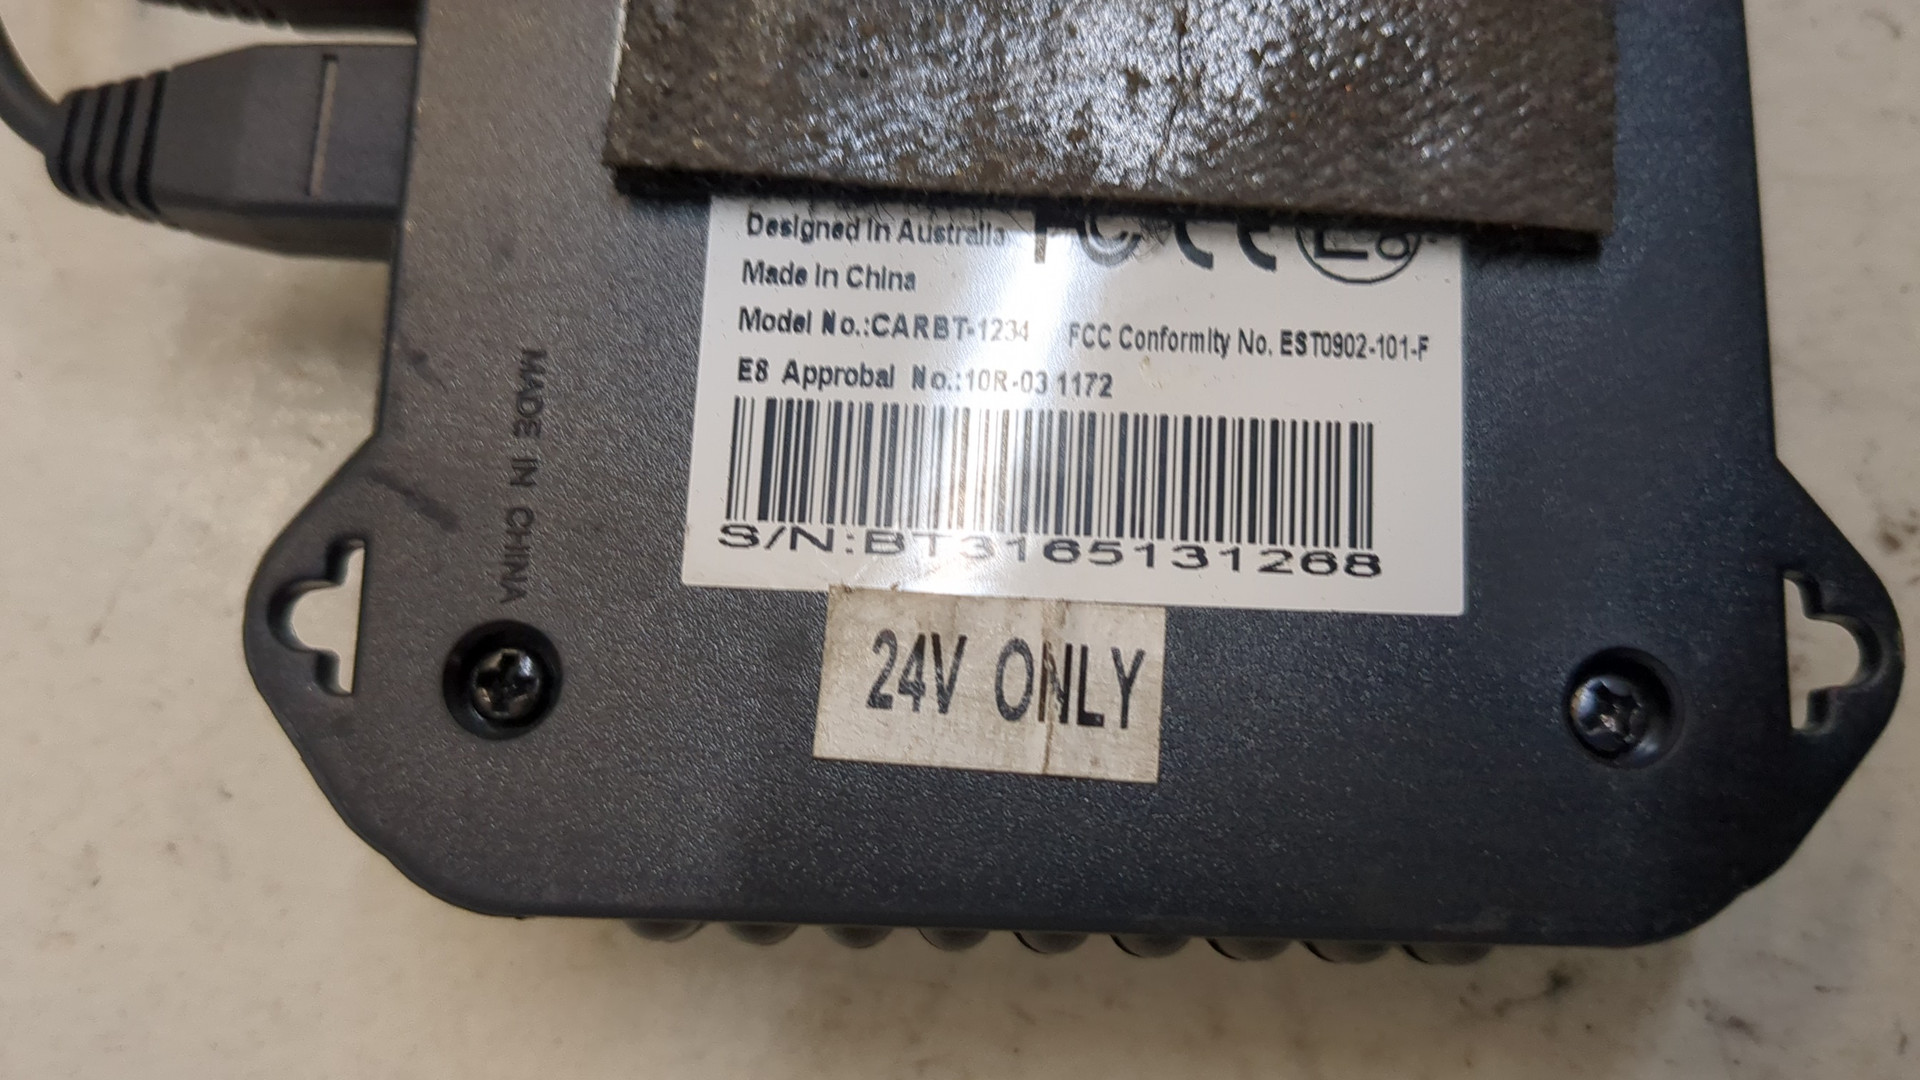 Designed In Australia
Made In China
Model No.:CARBT-1234 FCC Conformity No. EST0902-101-F
E8 Approbal No.:10R-03 1172
S/N:BT3165131268
24V ONLY
MADE IN CHINA